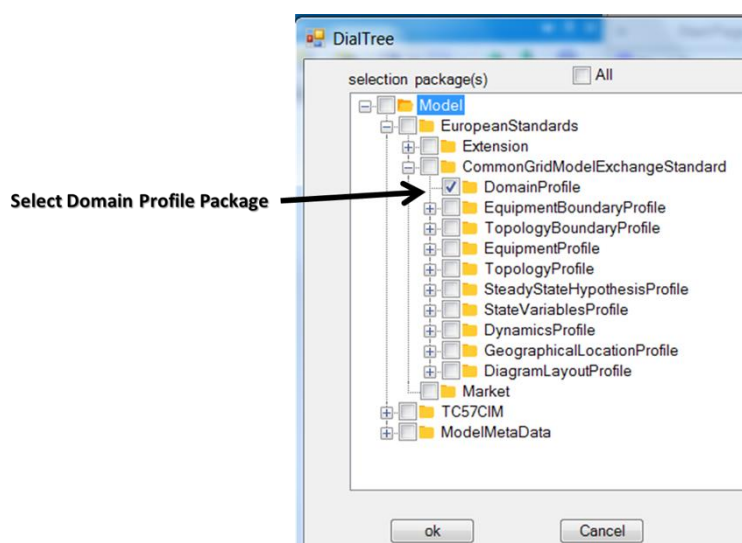 DialTree
selection package(s)
All
Model
EuropeanStandards
Extension
CommonGridModelExchangeStandard
DomainProfile
Select Domain Profile Package
EquipmentBoundaryProfile
TopologyBoundaryProfile
EquipmentProfile
TopologyProfile
SteadyStateHypothesisProfile
StateVariablesProfile
DynamicsProfile
GeographicalLocationProfile
DiagramLayoutProfile
Market
TC57CIM
ModelMetaData
ok
Cancel